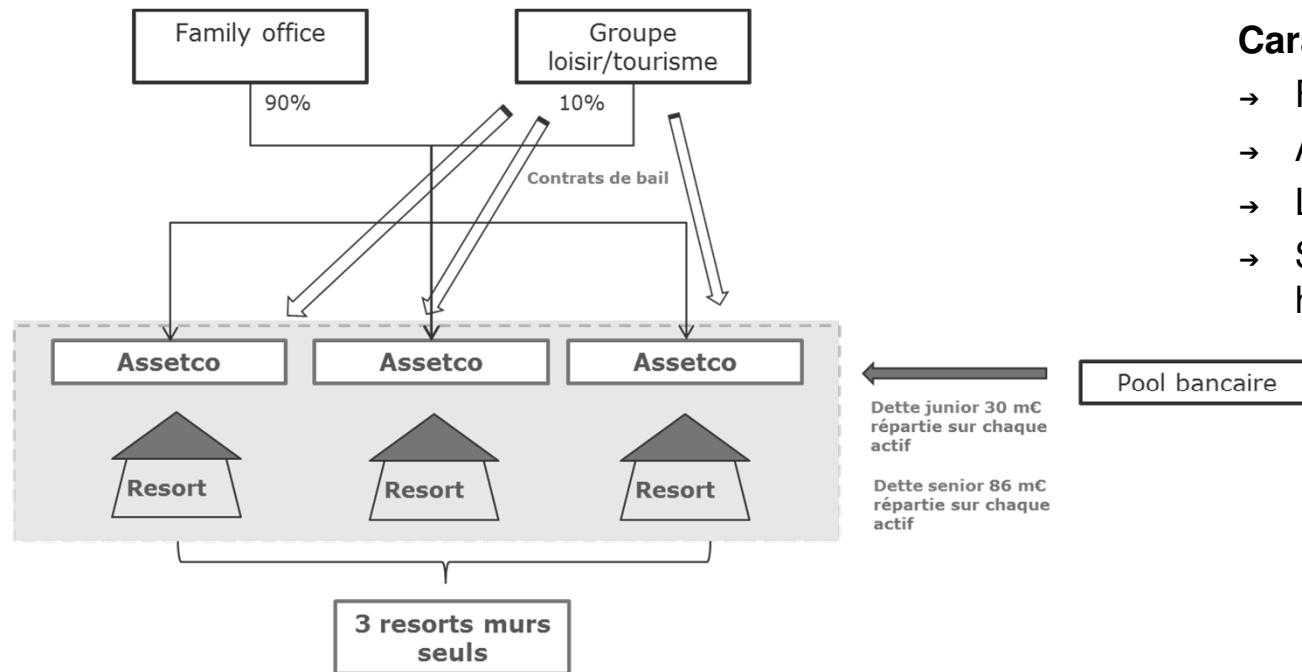 Family office
Groupe
loisir/tourisme
90%
10%
Contrats de bail
Assetco
Assetco
Assetco
Resort
Resort
Resort
3 resorts murs
seuls
Pool bancaire
Dette junior 30 m€
répartie sur chaque
actif
Dette senior 86 m€
répartie sur chaque
actif